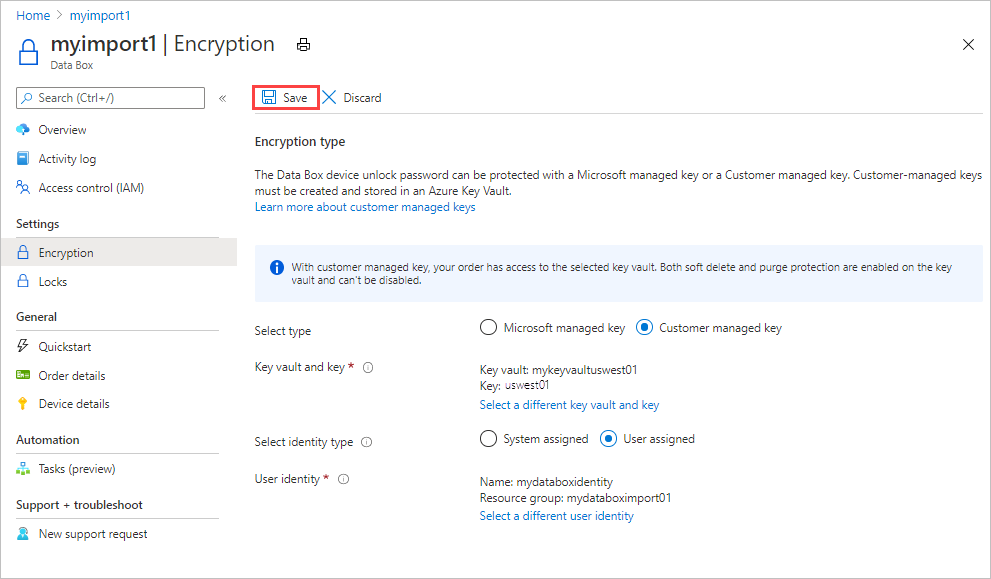 Home > myimport1
myimport1 | Encryption
Data Box
Search (Ctrl+/)
«
Overview
Activity log
Access control (IAM)
Settings
Encryption
Locks
General
Quickstart
Order details
Device details
Automation
Tasks (preview)
Support + troubleshoot
New support request
Save
Discard
Encryption type
The Data Box device unlock password can be protected with a Microsoft managed key or a Customer managed key. Customer-managed keys
must be created and stored in an Azure Key Vault.
Learn more about customer managed keys
With customer managed key, your order has access to the selected key vault. Both soft delete and purge protection are enabled on the key
vault and can't be disabled.
Select type
Microsoft managed key
Customer managed key
Key vault and key *
Key vault: mykeyvaultuswest01
Key: uswest01
Select a different key vault and key
Select identity type
System assigned
User assigned
User identity *
Name: mydataboxidentity
Resource group: mydataboximport01
Select a different user identity